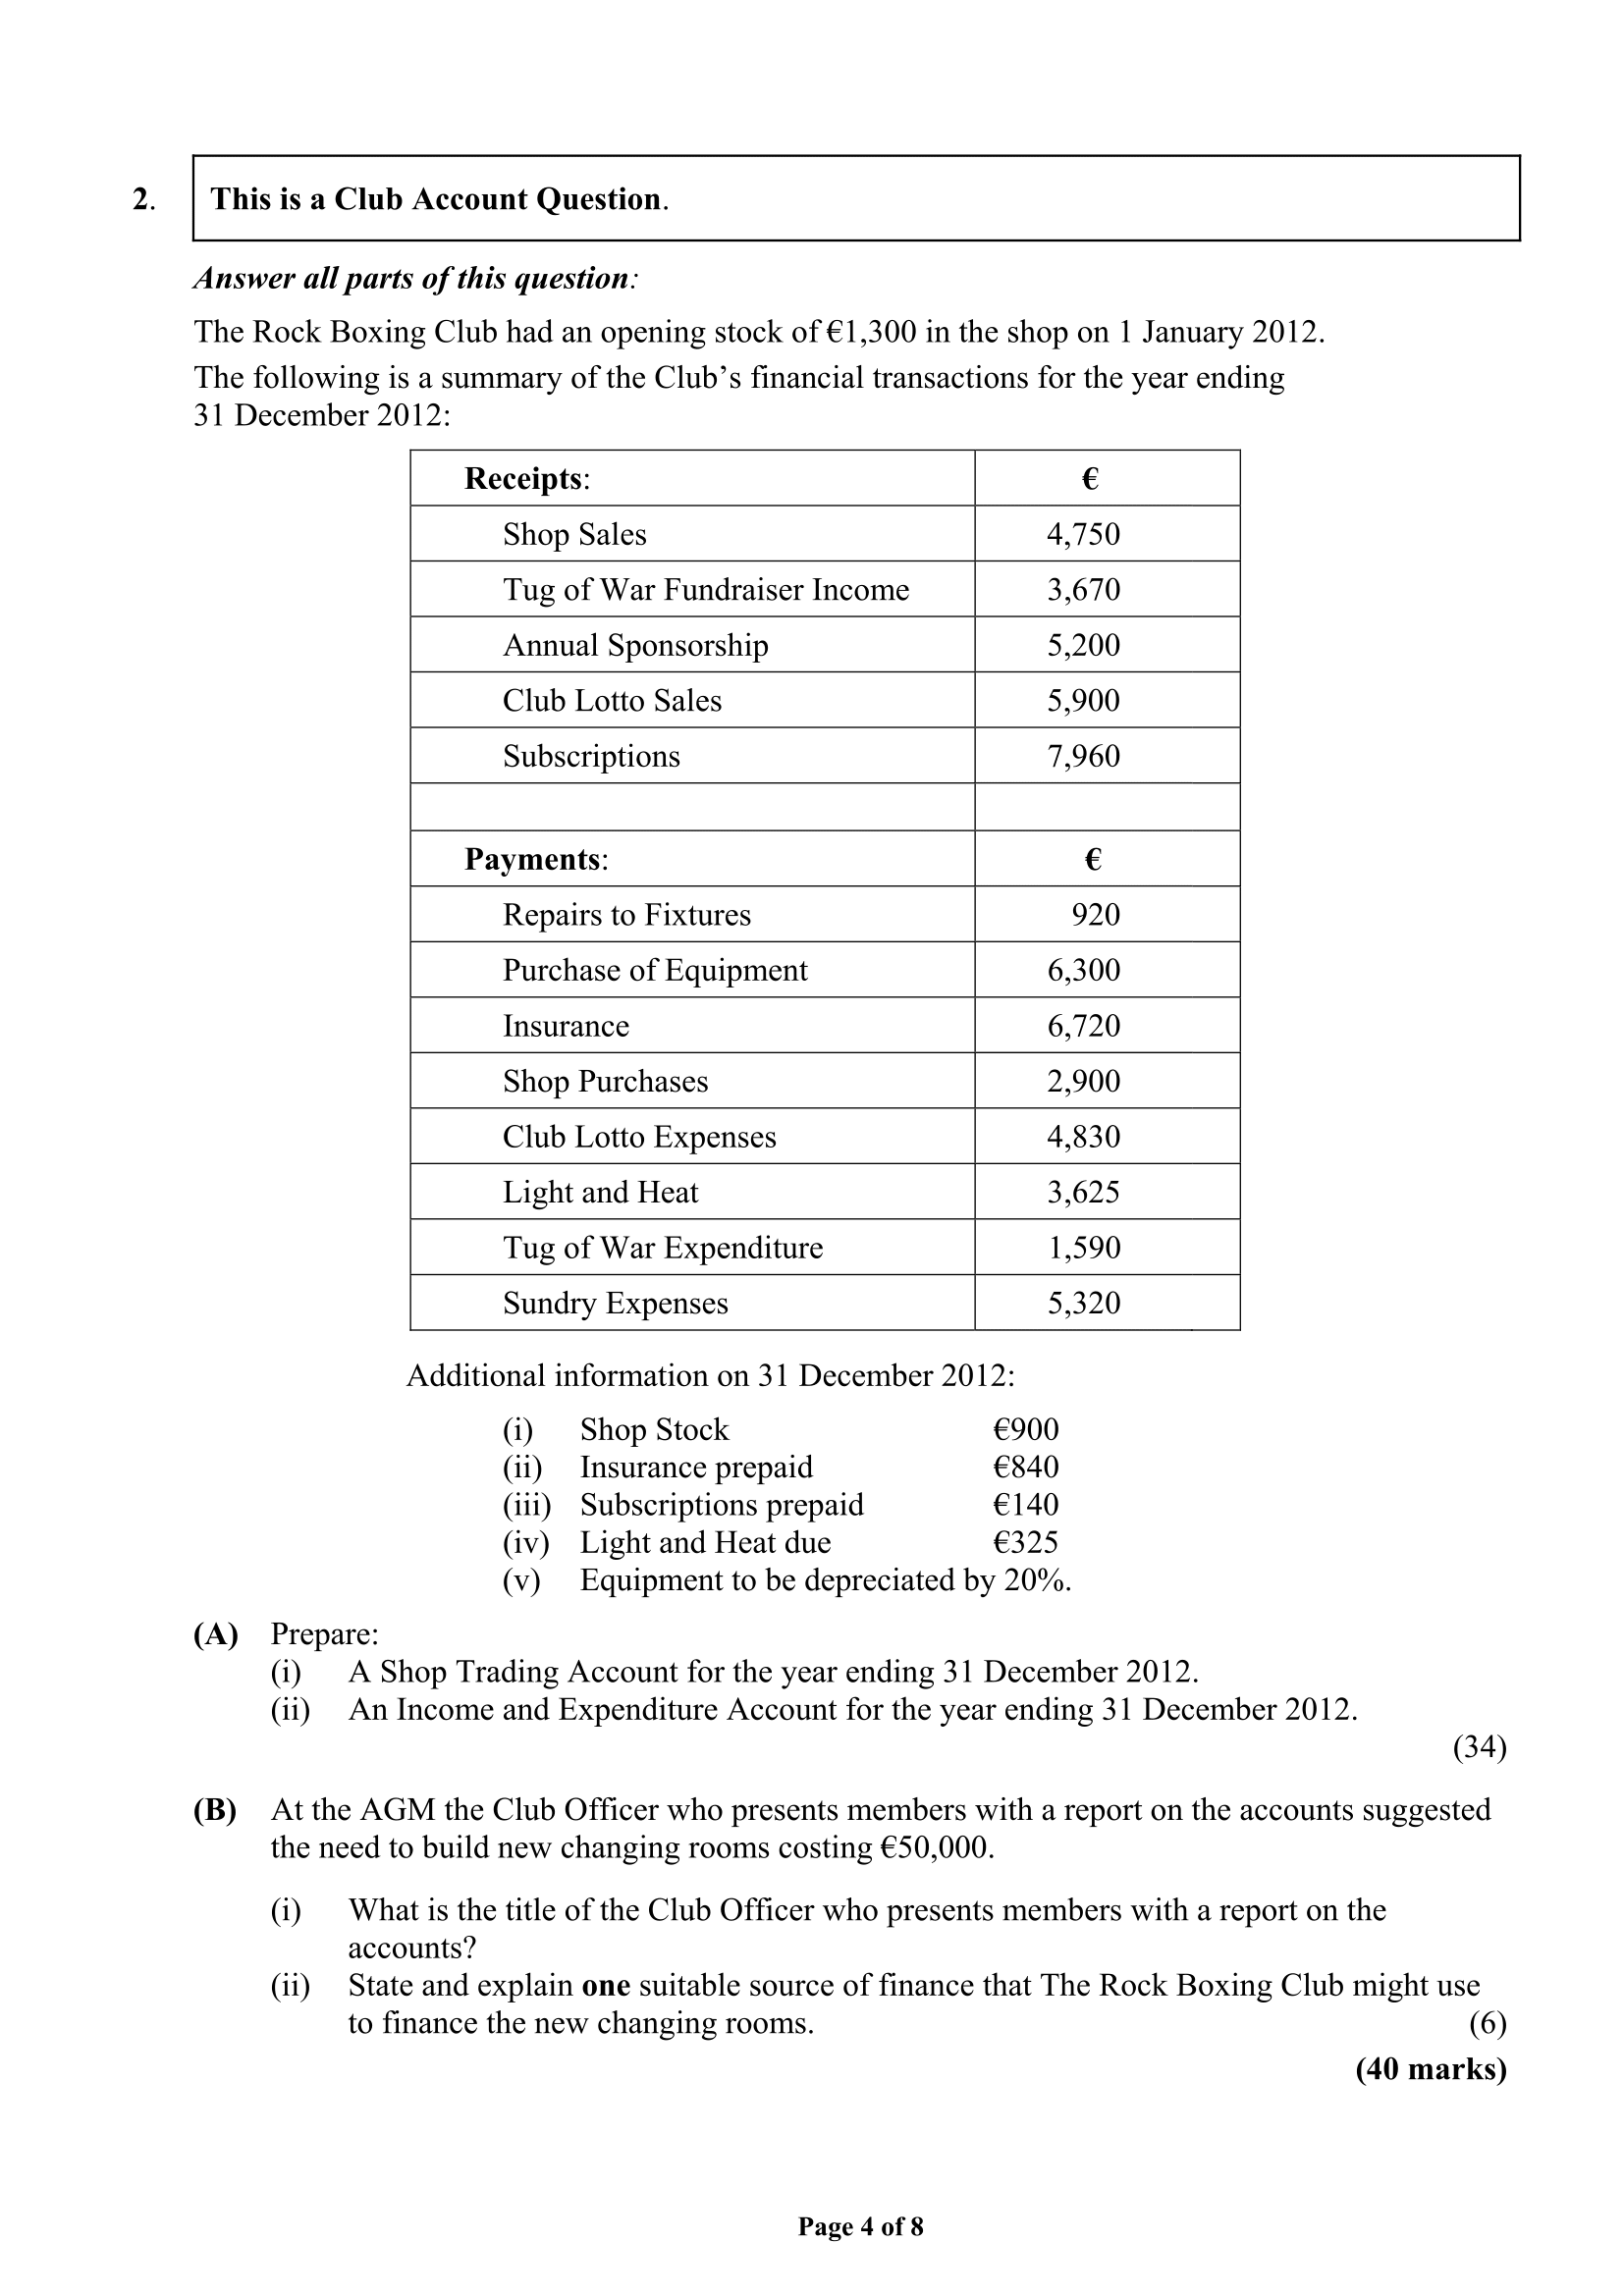 2. This is a Club Account Question.
Answer all parts of this question:
The Rock Boxing Club had an opening stock of €1,300 in the shop on 1 January 2012.
The following is a summary of the Club’s financial transactions for the year ending
31 December 2012:
Receipts: €
Shop Sales 4,750
Tug of War Fundraiser Income 3,670
Annual Sponsorship 5,200
Club Lotto Sales 5,900
Subscriptions 7,960
Payments: €
Repairs to Fixtures 920
Purchase of Equipment 6,300
Insurance 6,720
Shop Purchases 2,900
Club Lotto Expenses 4,830
Light and Heat 3,625
Tug of War Expenditure 1,590
Sundry Expenses 5,320
Additional information on 31 December 2012:
(i) Shop Stock €900
(ii) Insurance prepaid €840
(iii) Subscriptions prepaid €140
(iv) Light and Heat due €325
(v) Equipment to be depreciated by 20%.
(A) Prepare:
(i) A Shop Trading Account for the year ending 31 December 2012.
(ii) An Income and Expenditure Account for the year ending 31 December 2012.
(34)
(B) At the AGM the Club Officer who presents members with a report on the accounts suggested
the need to build new changing rooms costing €50,000.
(i) What is the title of the Club Officer who presents members with a report on the
accounts?
(ii) State and explain one suitable source of finance that The Rock Boxing Club might use
to finance the new changing rooms. (6)
(40 marks)
Page 4 of 8